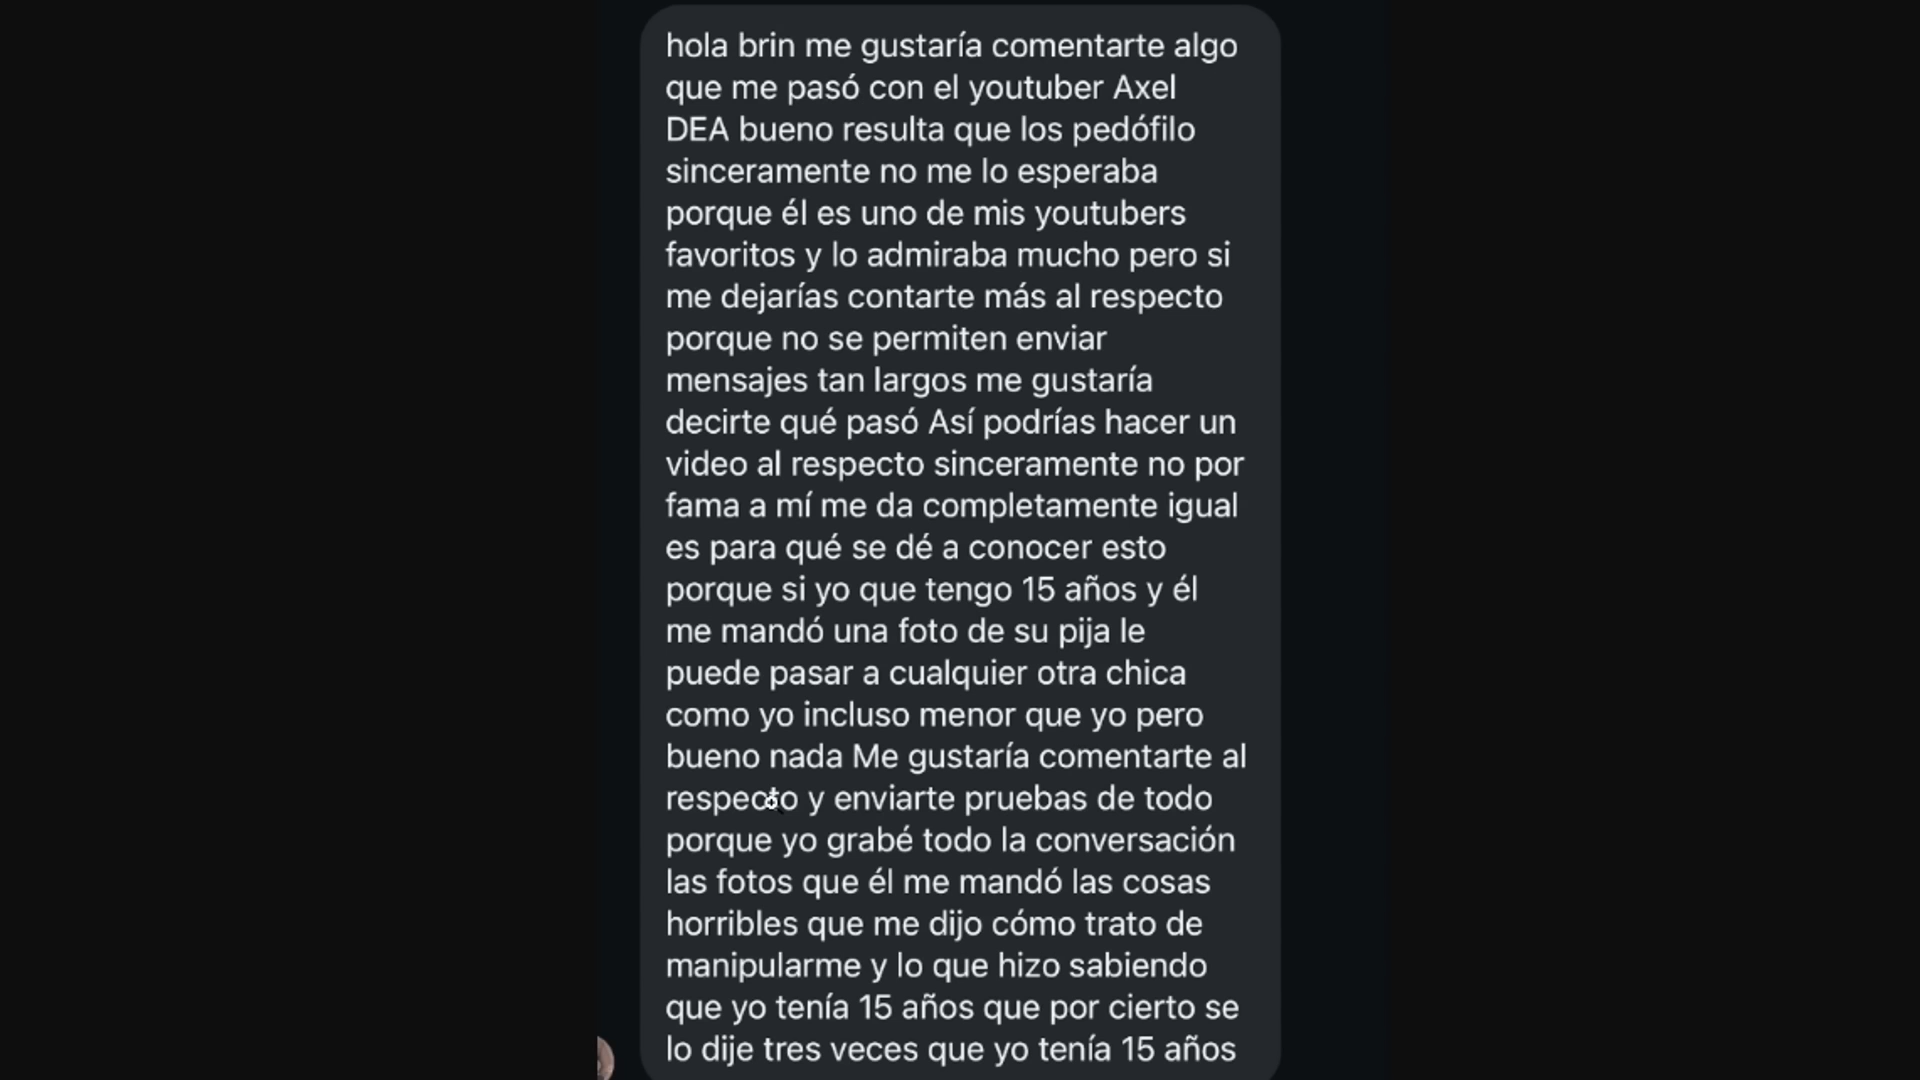 hola brin me gustaría comentarte algo
que me pasó con el youtuber Axel
DEA bueno resulta que los pedófilo
sinceramente no me lo esperaba
porque él es uno de mis youtubers
favoritos y lo admiraba mucho pero si
me dejarías contarte más al respecto
porque no se permiten enviar
mensajes tan largos me gustaría
decirte qué pasó Así podrías hacer un
video al respecto sinceramente no por
fama a mí me da completamente igual
es para qué se dé a conocer esto
porque si yo que tengo 15 años y él
me mandó una foto de su pija le
puede pasar a cualquier otra chica
como yo incluso menor que yo pero
bueno nada Me gustaría comentarte al
respecto y enviarte pruebas de todo
porque yo grabé todo la conversación
las fotos que él me mandó las cosas
horribles que me dijo cómo trato de
manipularme y lo que hizo sabiendo
que yo tenía 15 años que por cierto se
lo dije tres veces que yo tenía 15 años